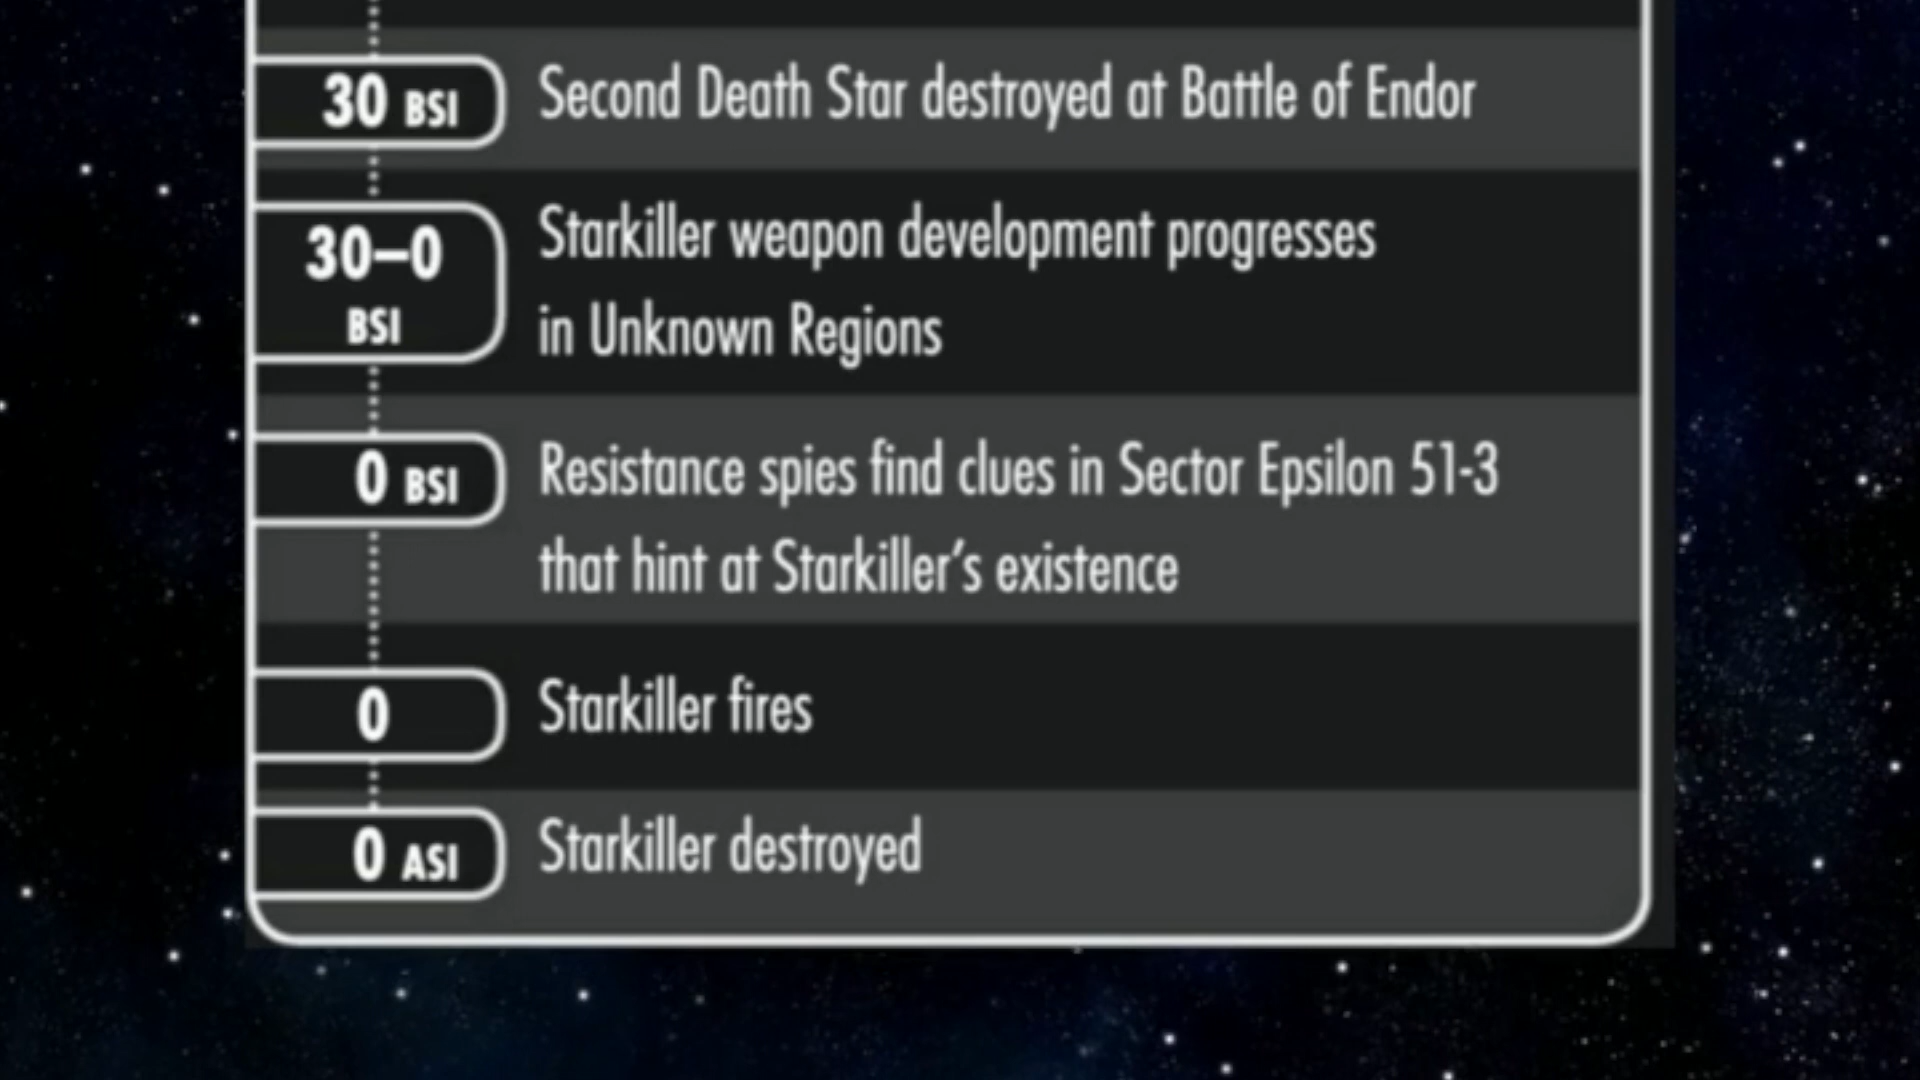 30 BSI Second Death Star destroyed at Battle of Endor
30–0 Starkiller weapon development progresses
BSI in Unknown Regions
0 BSI Resistance spies find clues in Sector Epsilon 51-3
that hint at Starkiller’s existence
0 Starkiller fires
0 ASI Starkiller destroyed